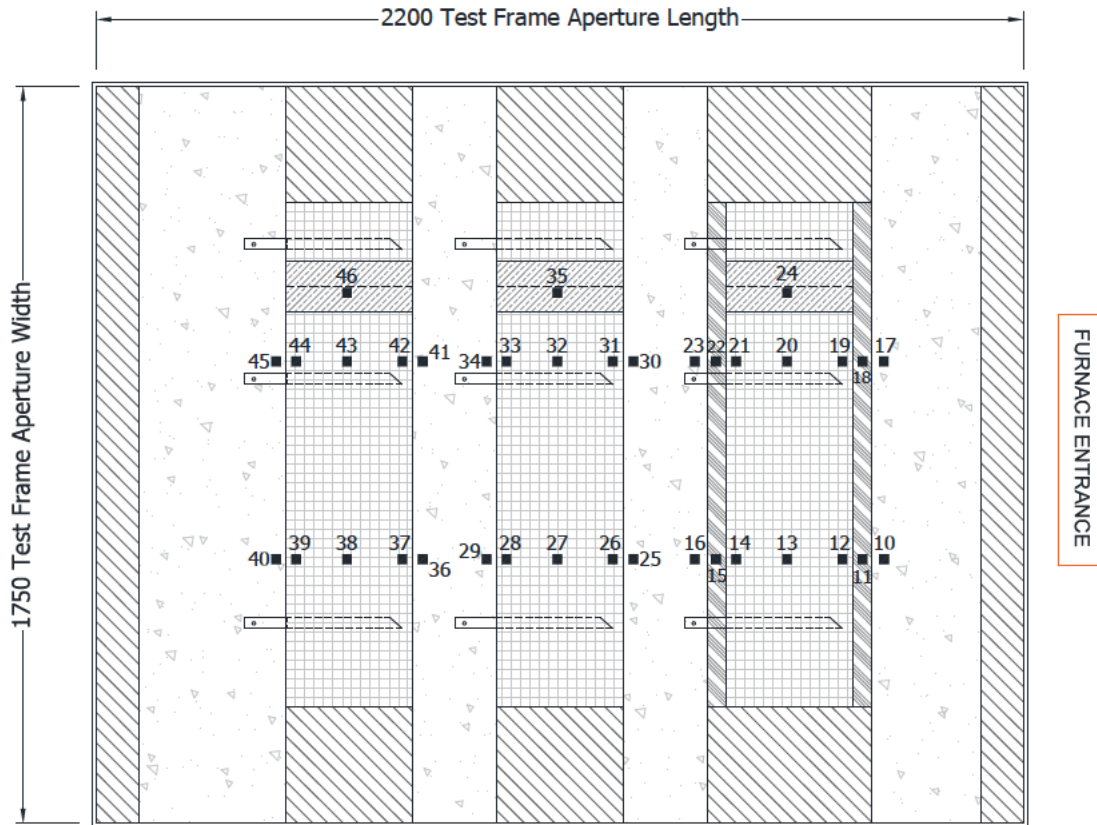 2200 Test Frame Aperture Length
1750 Test Frame Aperture Width
FURNACE ENTRANCE
46 35 24
45 44 43 42 41 34 33 32 31 30 23 22 21 20 19 18 17
40 39 38 37 36 29 28 27 26 25 16 15 14 13 12 11 10